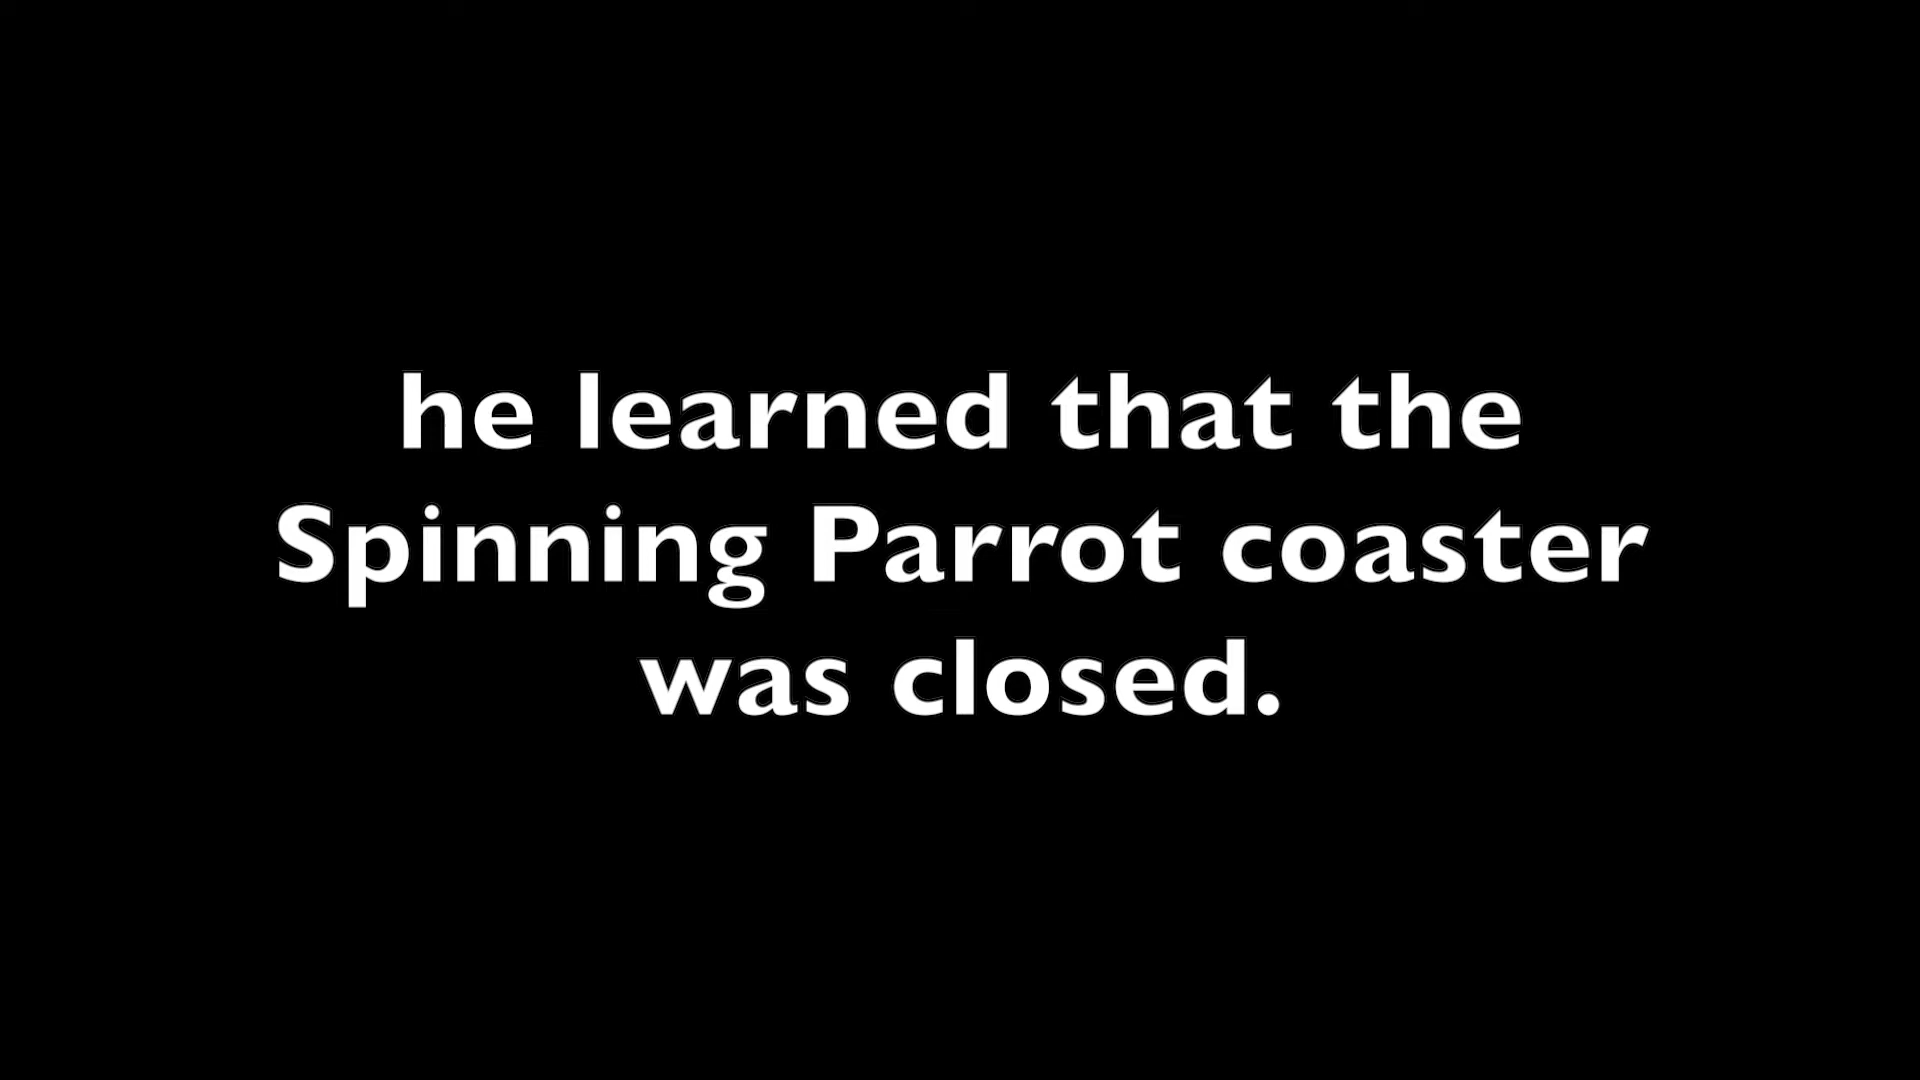 he learned that the
Spinning Parrot coaster
was closed.